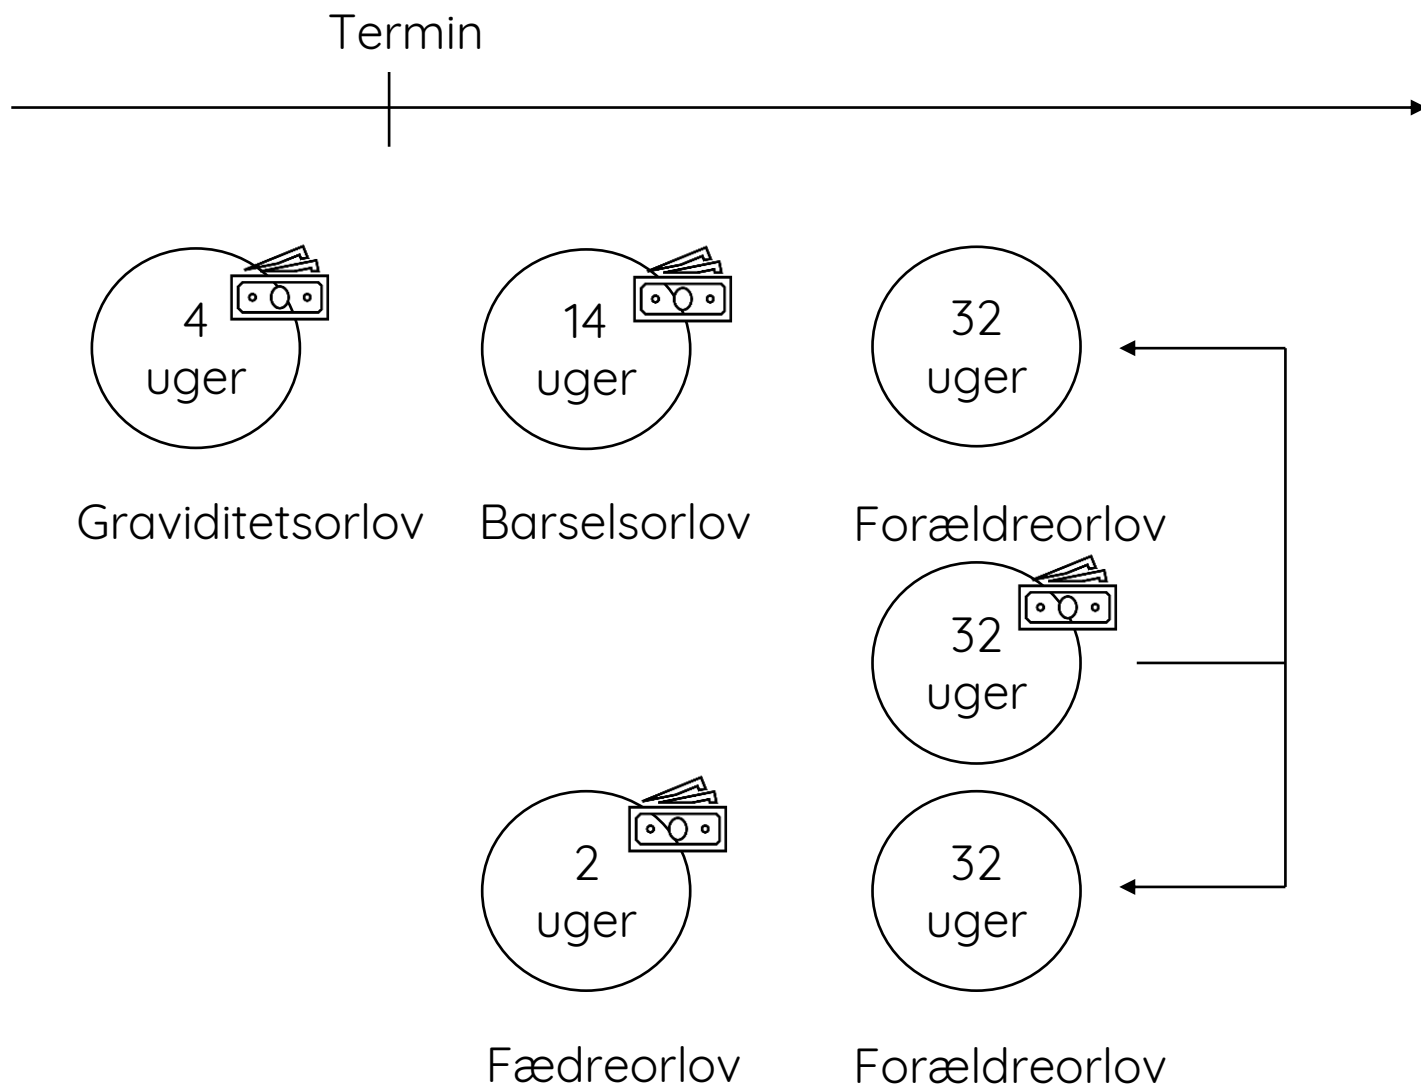 Termin
4
uger
14
uger
32
uger
Graviditetsorlov
Barselsorlov
Forældreorlov
32
uger
2
uger
32
uger
Fædreorlov
Forældreorlov